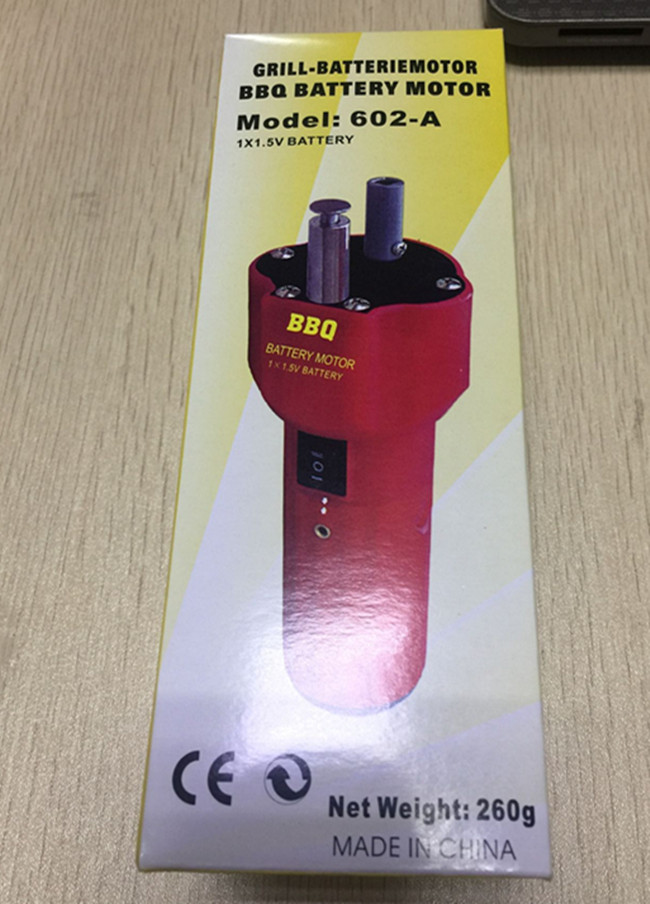 GRILL-BATTERIEMOTOR
BBQ BATTERY MOTOR
Model: 602-A
1X1.5V BATTERY
BBQ
BATTERY MOTOR
1×1.5V BATTERY
CE
Net Weight: 260g
MADE IN CHINA